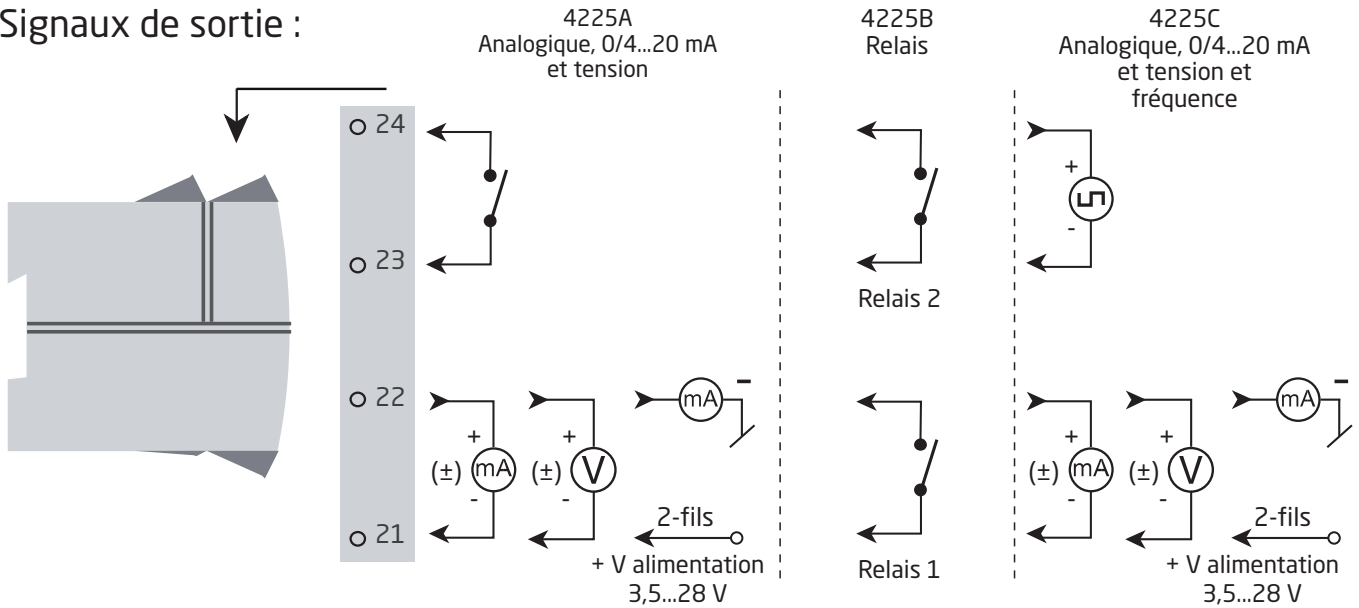 Signaux de sortie :
4225A
Analogique, 0/4...20 mA
et tension
4225B
Relais
4225C
Analogique, 0/4...20 mA
et tension et
fréquence
24
23
22
21
+
-
Relais 2
+
(±) mA
-
+
(±) V
-
mA
-
2-fils
+ V alimentation
3,5...28 V
Relais 1
+
(±) mA
-
+
(±) V
-
mA
-
2-fils
+ V alimentation
3,5...28 V